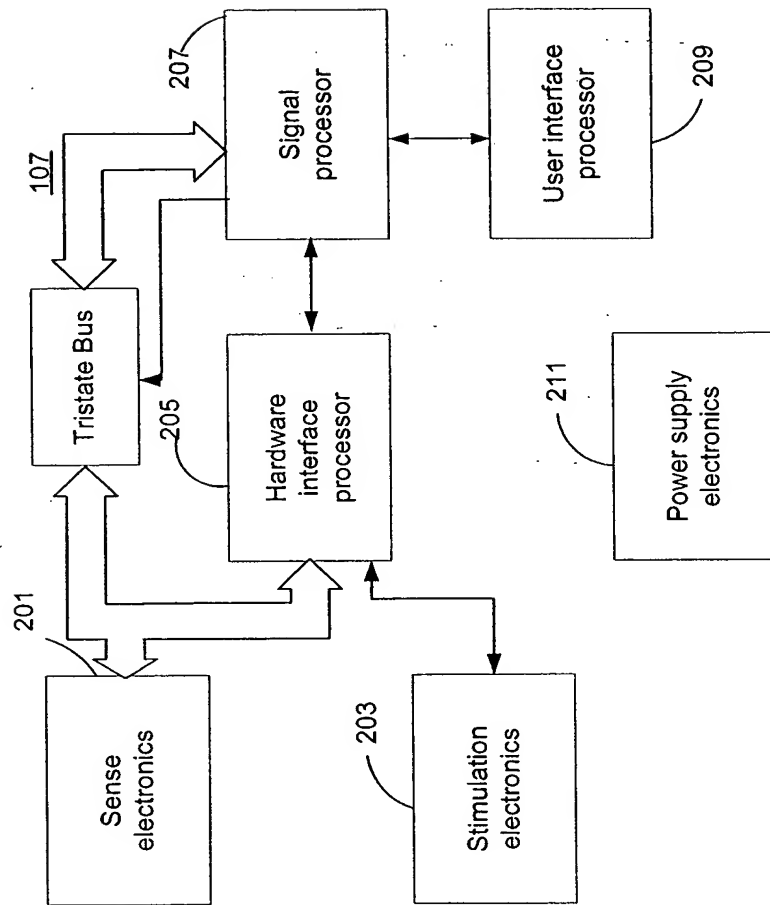 107
207
Signal
processor
209
User interface
processor
Tristate Bus
205
Hardware
interface
processor
211
Power supply
electronics
201
Sense
electronics
203
Stimulation
electronics